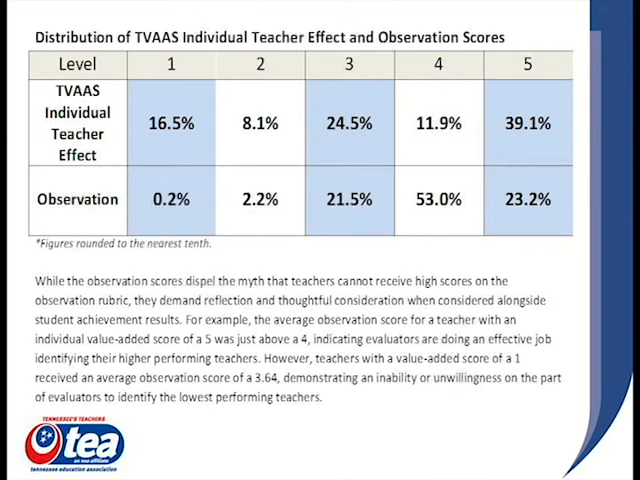 Distribution of TVAAS Individual Teacher Effect and Observation Scores
Level 1 2 3 4 5
TVAAS
Individual
Teacher
Effect
16.5% 8.1% 24.5% 11.9% 39.1%
Observation 0.2% 2.2% 21.5% 53.0% 23.2%
*Figures rounded to the nearest tenth.
While the observation scores dispel the myth that teachers cannot receive high scores on the
observation rubric, they demand reflection and thoughtful consideration when considered alongside
student achievement results. For example, the average observation score for a teacher with an
individual value-added score of a 5 was just above a 4, indicating evaluators are doing an effective job
identifying their higher performing teachers. However, teachers with a value-added score of a 1
received an average observation score of a 3.64, demonstrating an inability or unwillingness on the part
of evaluators to identify the lowest performing teachers.
TENNESSEE'S TEACHERS
tea
an nea affiliate
tennessee education association